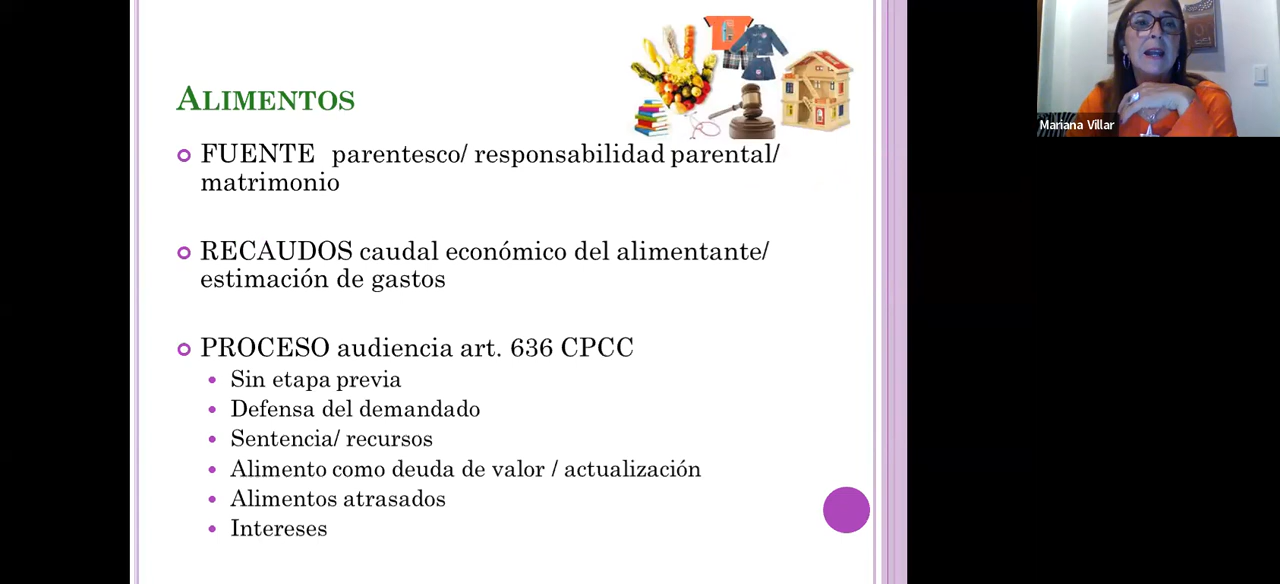 ALIMENTOS
FUENTE parentesco/ responsabilidad parental/
matrimonio
RECAUDOS caudal económico del alimentante/
estimación de gastos
PROCESO audiencia art. 636 CPCC
Sin etapa previa
Defensa del demandado
Sentencia/ recursos
Alimento como deuda de valor / actualización
Alimentos atrasados
Intereses
Mariana Villar